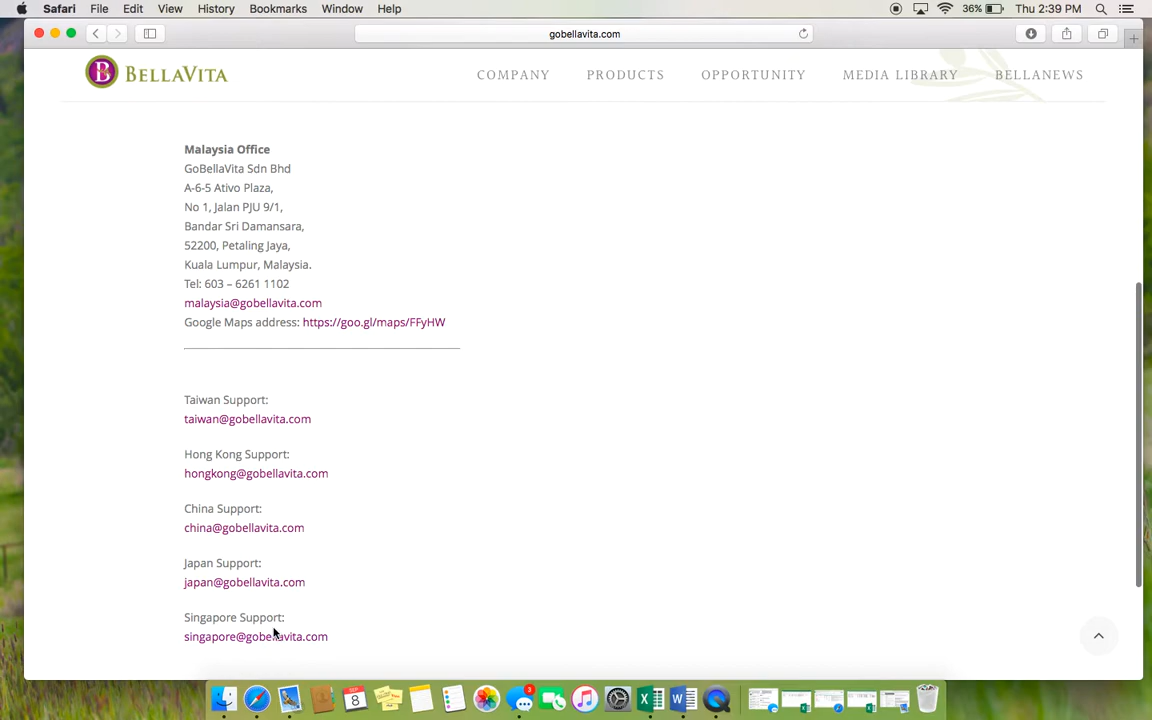 Safari File Edit View History Bookmarks Window Help 36% Thu 2:39 PM
gobellavita.com
BELLAVITA COMPANY PRODUCTS OPPORTUNITY MEDIA LIBRARY BELLANEWS
Malaysia Office
GoBellaVita Sdn Bhd
A-6-5 Ativo Plaza,
No 1, Jalan PJU 9/1,
Bandar Sri Damansara,
52200, Petaling Jaya,
Kuala Lumpur, Malaysia.
Tel: 603 – 6261 1102
malaysia@gobellavita.com
Google Maps address: https://goo.gl/maps/FFyHW
Taiwan Support:
taiwan@gobellavita.com
Hong Kong Support:
hongkong@gobellavita.com
China Support:
china@gobellavita.com
Japan Support:
japan@gobellavita.com
Singapore Support:
singapore@gobellavita.com
SEP
8
3